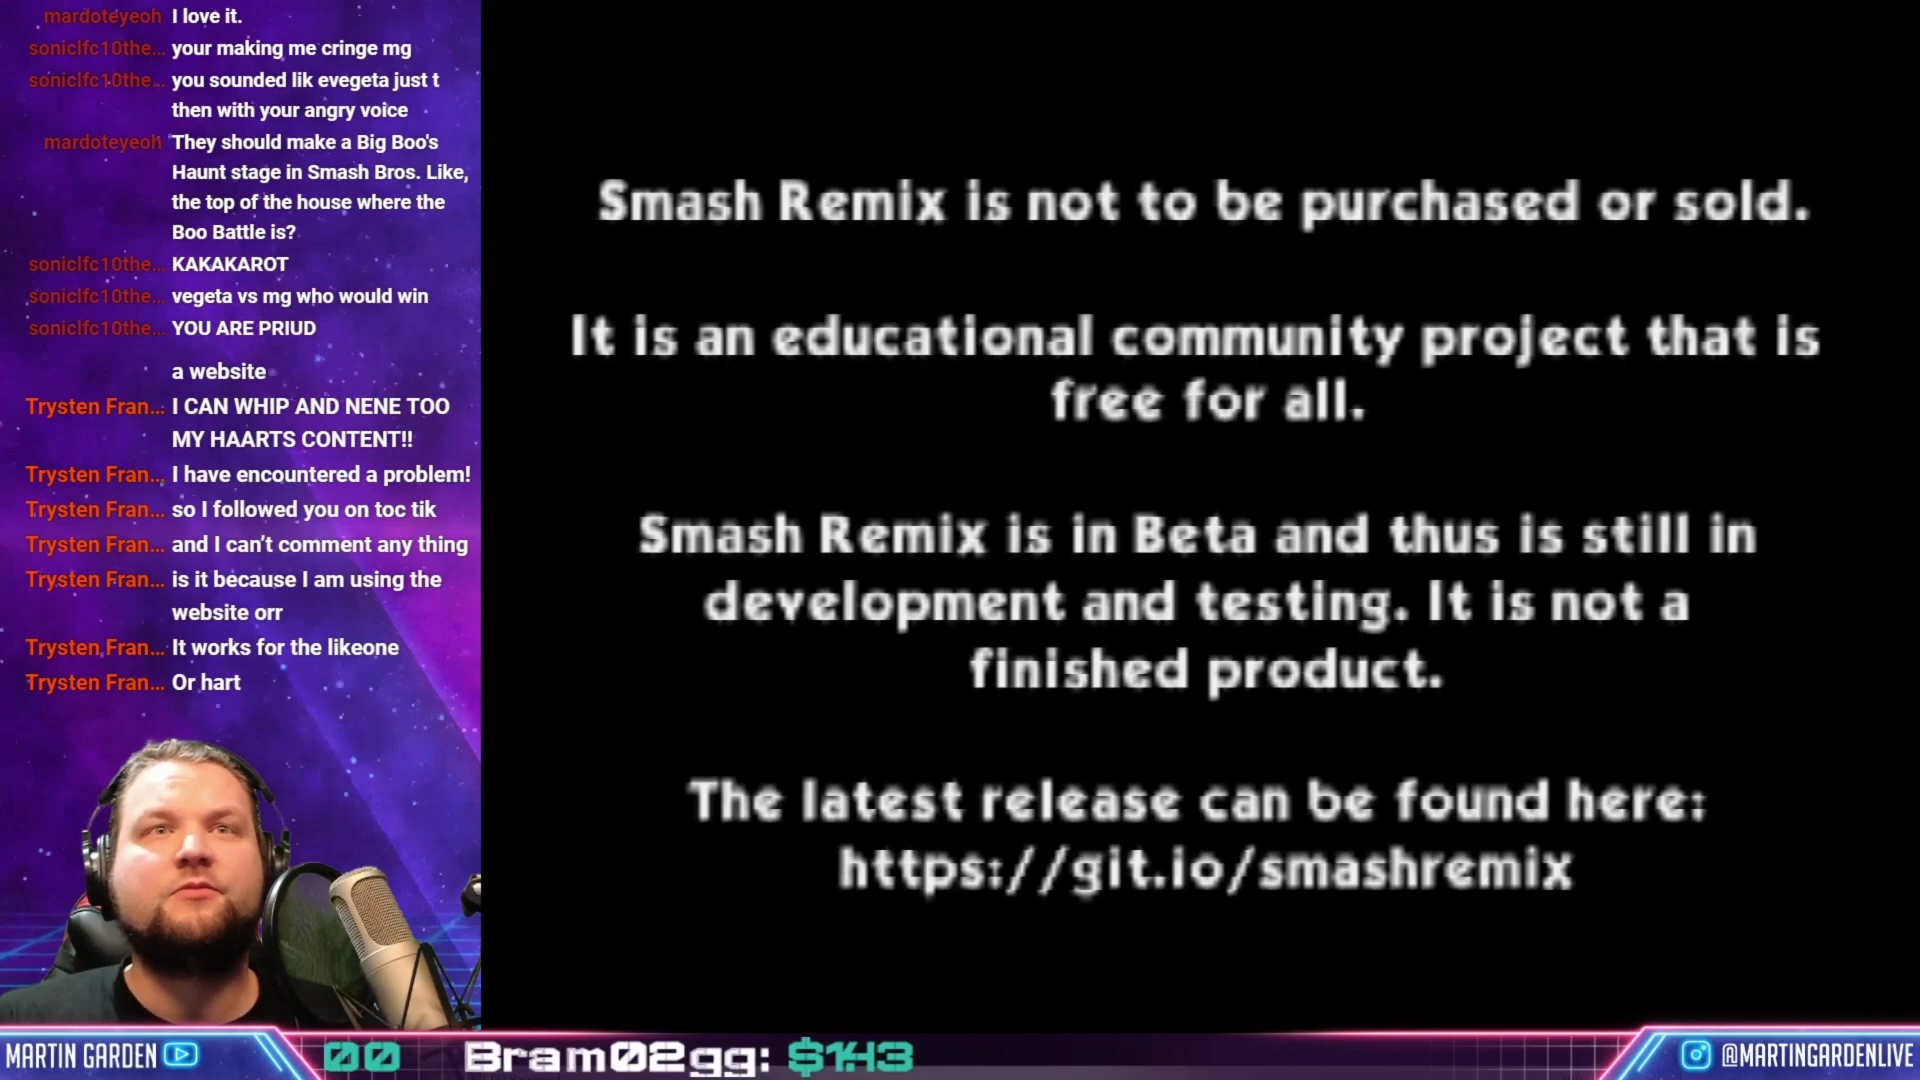 mardoteyeoh I love it.
soniclfc10the... your making me cringe mg
soniclfc10the... you sounded lik evegeta just t
then with your angry voice
mardoteyeoh They should make a Big Boo's
Haunt stage in Smash Bros. Like,
the top of the house where the
Boo Battle is?
soniclfc10the... KAKAKAROT
soniclfc10the... vegeta vs mg who would win
soniclfc10the... YOU ARE PRIUD
a website
Trysten Fran... I CAN WHIP AND NENE TOO
MY HAARTS CONTENT!!
Trysten Fran... I have encountered a problem!
Trysten Fran... so I followed you on toc tik
Trysten Fran... and I can't comment any thing
Trysten Fran... is it because I am using the
website orr
Trysten Fran... It works for the likeone
Trysten Fran... Or hart
Smash Remix is not to be purchased or sold.
It is an educational community project that is
free for all.
Smash Remix is in Beta and thus is still in
development and testing. It is not a
finished product.
The latest release can be found here:
https://git.io/smashremix
MARTIN GARDEN
00 Bram02gg: $1.43
@MARTINGARDENLIVE